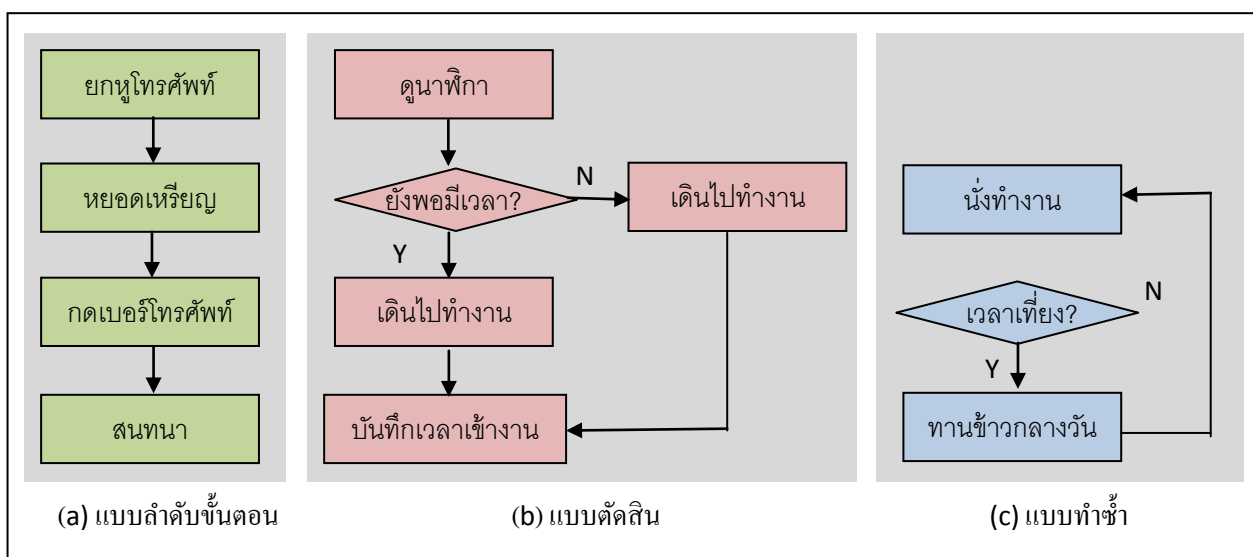 ยกหูโทรศัพท์
หยอดเหรียญ
กดเบอร์โทรศัพท์
สนทนา
(a) แบบลำดับขั้นตอน
ดูนาฬิกา
ยังพอมีเวลา?
N
เดินไปทำงาน
Y
เดินไปทำงาน
บันทึกเวลาเข้างาน
(b) แบบตัดสิน
นั่งทำงาน
N
เวลาเที่ยง?
Y
ทานข้าวกลางวัน
(c) แบบทำซ้ำ